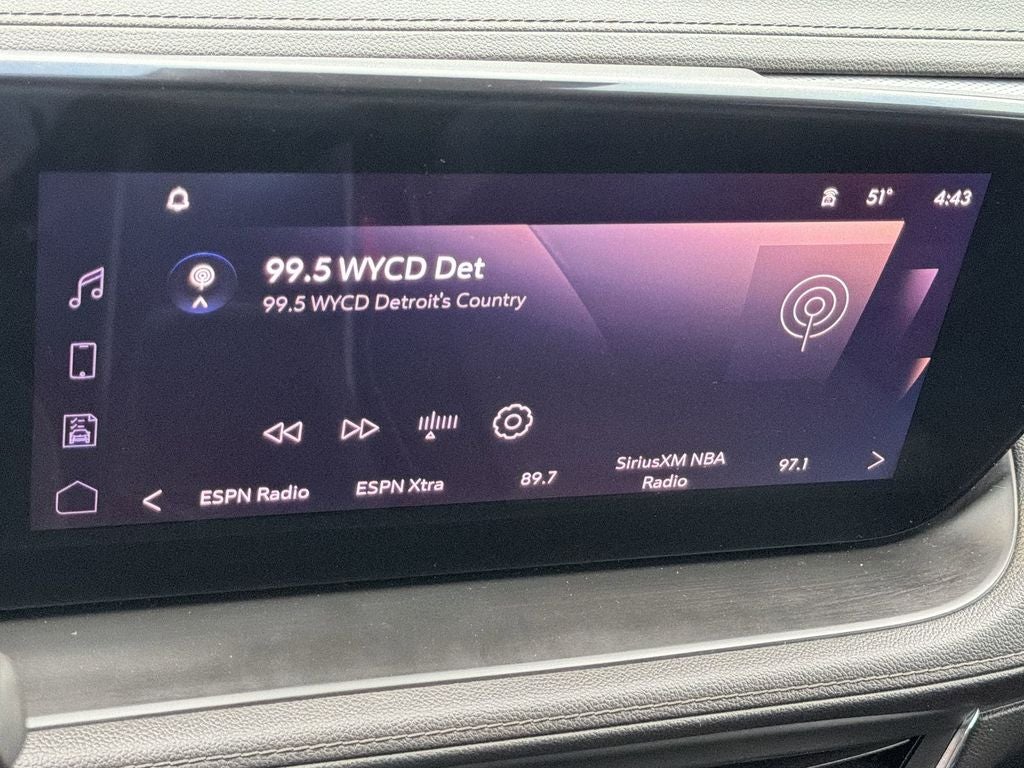 51° 4:43
99.5 WYCD Det
99.5 WYCD Detroit's Country
ESPN Radio
ESPN Xtra
89.7
SiriusXM NBA
Radio
97.1